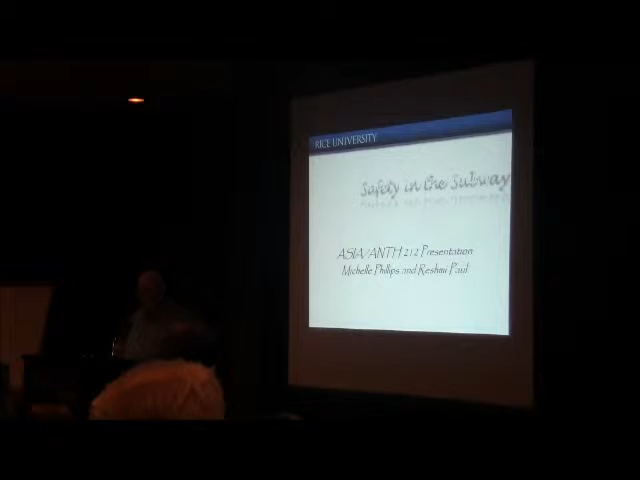 RICE UNIVERSITY
Safety in the Subway
ASIA/ANTH 212 Presentation
Michelle Phillips and Reshmi Paul